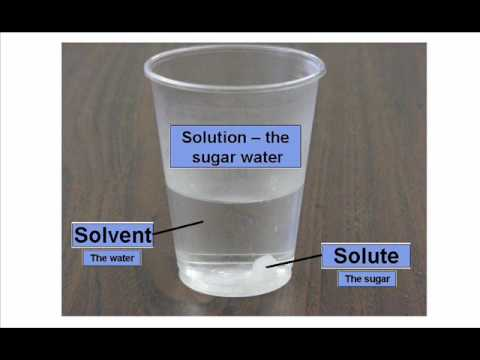 Solution – the
sugar water
Solvent
The water
Solute
The sugar